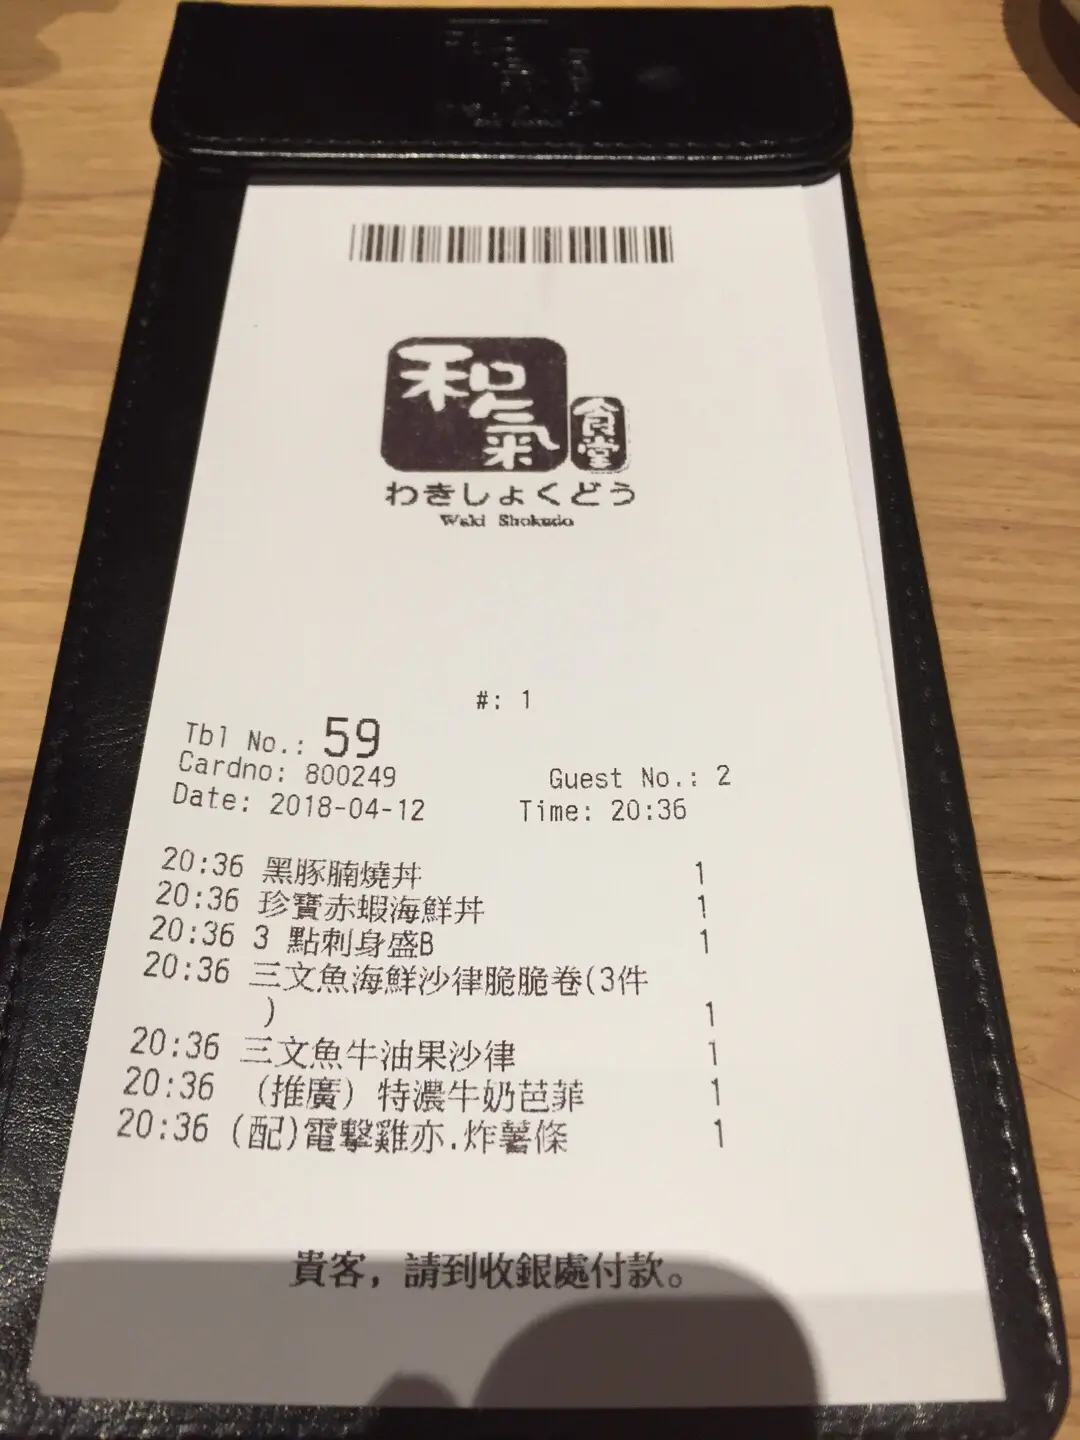 和氣
食堂
わきしょくどう
Waki Shokudo
#: 1
Tbl No.: 59
Cardno: 800249 Guest No.: 2
Date: 2018-04-12 Time: 20:36
20:36 黑豚腩燒丼 1
20:36 珍寶赤蝦海鮮丼 1
20:36 3 點刺身盛B 1
20:36 三文魚海鮮沙律脆脆卷(3件
) 1
20:36 三文魚牛油果沙律 1
20:36 (推廣) 特濃牛奶芭菲 1
20:36 (配)電擊雞亦.炸薯條 1
貴客，請到收銀處付款。